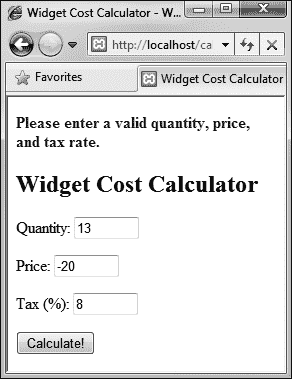 Widget Cost Calculator - W...
http://localhost/ca
Favorites
Widget Cost Calculator
Please enter a valid quantity, price,
and tax rate.
Widget Cost Calculator
Quantity: 13
Price: -20
Tax (%): 8
Calculate!